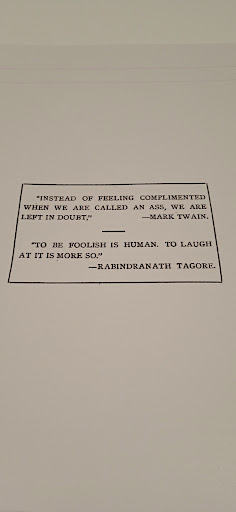 "INSTEAD OF FEELING COMPLIMENTED
WHEN WE ARE CALLED AN ASS, WE ARE
LEFT IN DOUBT." —MARK TWAIN.
"TO BE FOOLISH IS HUMAN. TO LAUGH
AT IT IS MORE SO."
—RABINDRANATH TAGORE.